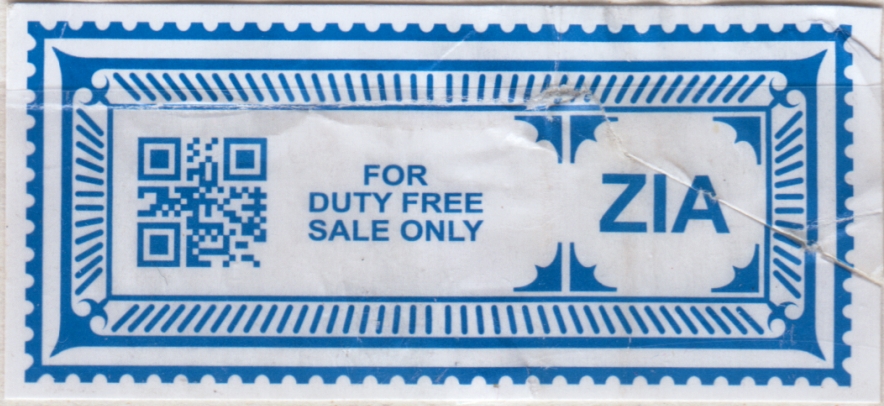 FOR
DUTY FREE
SALE ONLY
ZIA